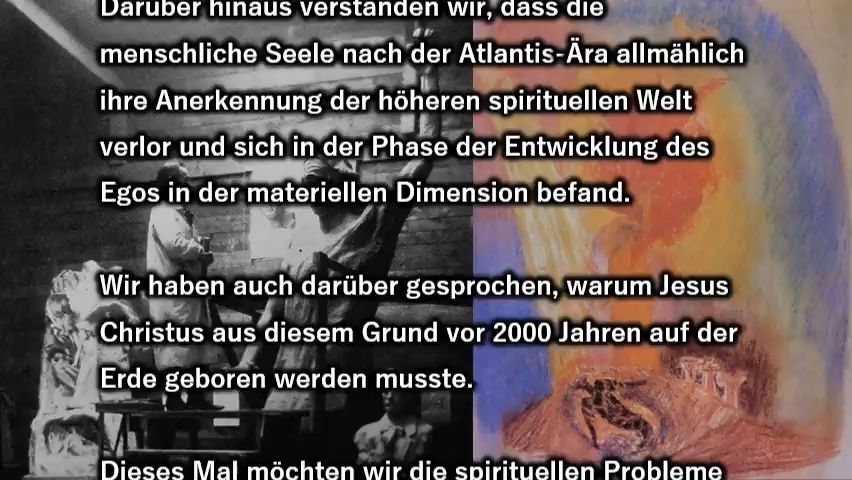 Darüber hinaus verstanden wir, dass die
menschliche Seele nach der Atlantis-Ära allmählich
ihre Anerkennung der höheren spirituellen Welt
verlor und sich in der Phase der Entwicklung des
Egos in der materiellen Dimension befand.
Wir haben auch darüber gesprochen, warum Jesus
Christus aus diesem Grund vor 2000 Jahren auf der
Erde geboren werden musste.
Dieses Mal möchten wir die spirituellen Probleme